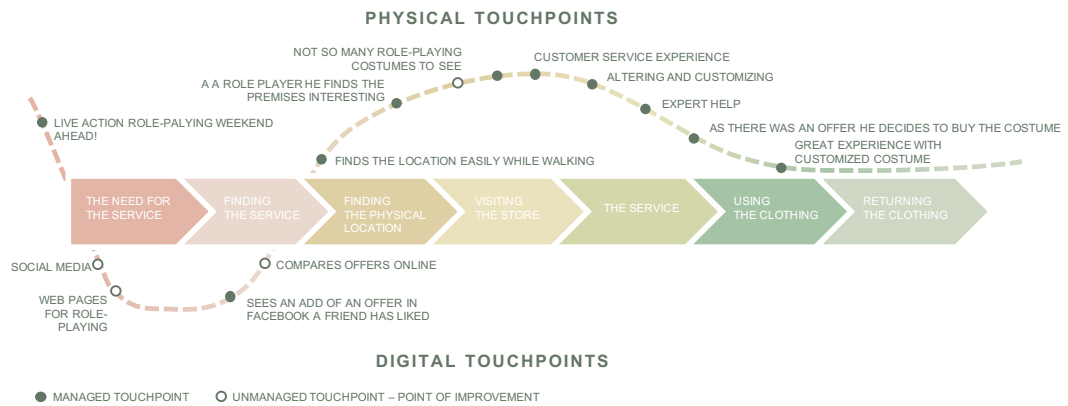 PHYSICAL TOUCHPOINTS
NOT SO MANY ROLE-PLAYING
COSTUMES TO SEE
CUSTOMER SERVICE EXPERIENCE
A A ROLE PLAYER HE FINDS THE
PREMISES INTERESTING
ALTERING AND CUSTOMIZING
EXPERT HELP
LIVE ACTION ROLE-PALYING WEEKEND
AHEAD!
AS THERE WAS AN OFFER HE DECIDES TO BUY THE COSTUME
GREAT EXPERIENCE WITH
CUSTOMIZED COSTUME
FINDS THE LOCATION EASILY WHILE WALKING
THE NEED FOR
THE SERVICE
FINDING
THE SERVICE
FINDING
THE PHYSICAL
LOCATION
VISITING
THE STORE
THE SERVICE
USING
THE CLOTHING
RETURNING
THE CLOTHING
SOCIAL MEDIA
COMPARES OFFERS ONLINE
WEB PAGES
FOR ROLE-
PLAYING
SEES AN ADD OF AN OFFER IN
FACEBOOK A FRIEND HAS LIKED
DIGITAL TOUCHPOINTS
MANAGED TOUCHPOINT
UNMANAGED TOUCHPOINT – POINT OF IMPROVEMENT